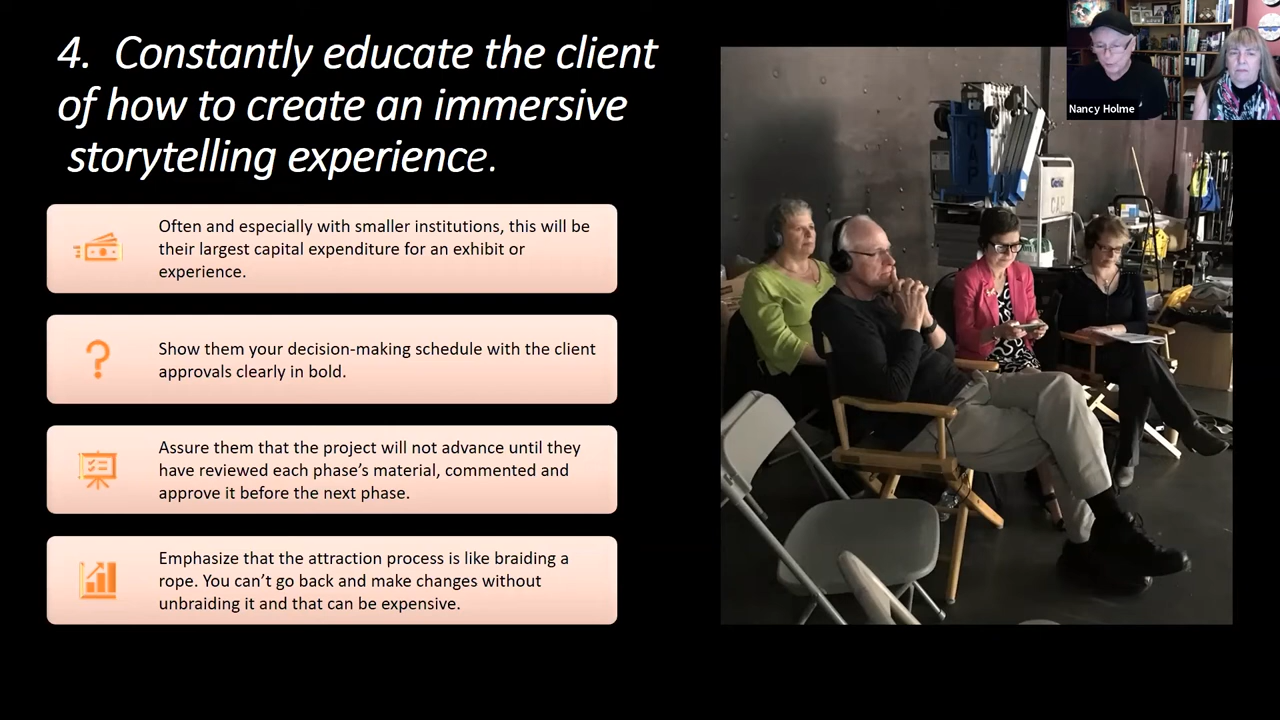 4.  Constantly educate the client
of how to create an immersive
storytelling experience.
Often and especially with smaller institutions, this will be
their largest capital expenditure for an exhibit or
experience.
Show them your decision-making schedule with the client
approvals clearly in bold.
Assure them that the project will not advance until they
have reviewed each phase’s material, commented and
approve it before the next phase.
Emphasize that the attraction process is like braiding a
rope. You can’t go back and make changes without
unbraiding it and that can be expensive.
Nancy Holme
CAP
Genie
CAP